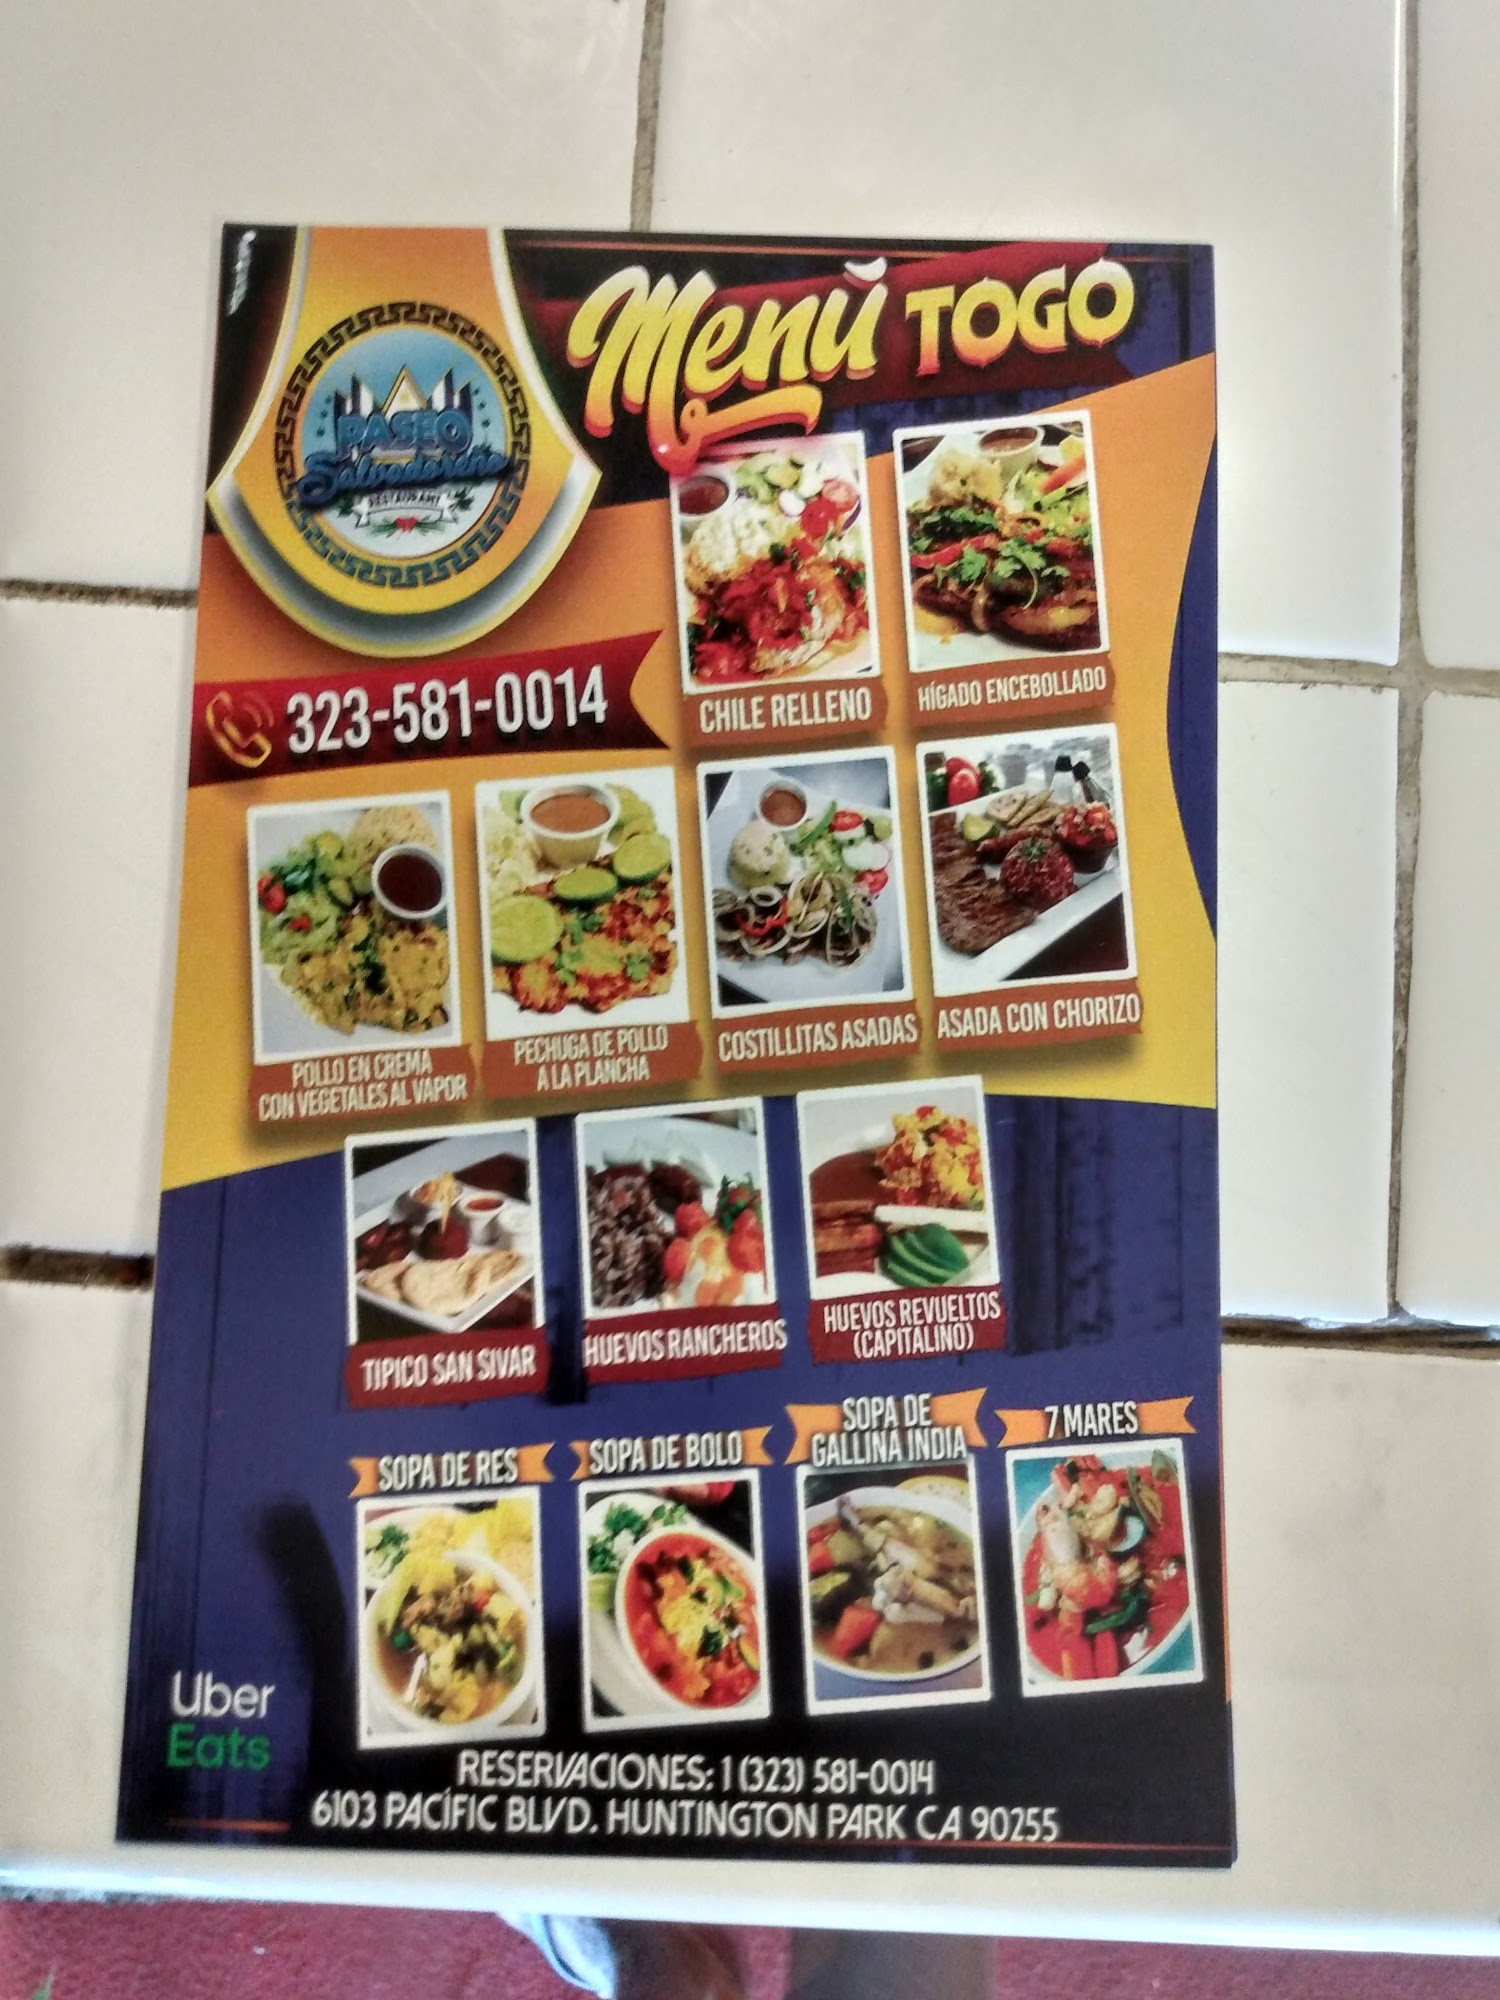 Menú TOGO
PASEO
Salvadoreño
RESTAURANT
323-581-0014
CHILE RELLENO
HÍGADO ENCEBOLLADO
POLLO EN CREMA
CON VEGETALES AL VAPOR
PECHUGA DE POLLO
A LA PLANCHA
COSTILLITAS ASADAS
ASADA CON CHORIZO
TIPICO SAN SIVAR
HUEVOS RANCHEROS
HUEVOS REVUELTOS
(CAPITALINO)
SOPA DE RES
SOPA DE BOLO
SOPA DE
GALLINA INDIA
7 MARES
Uber
Eats
RESERVACIONES: 1 (323) 581-0014
6103 PACÍFIC BLVD. HUNTINGTON PARK CA 90255